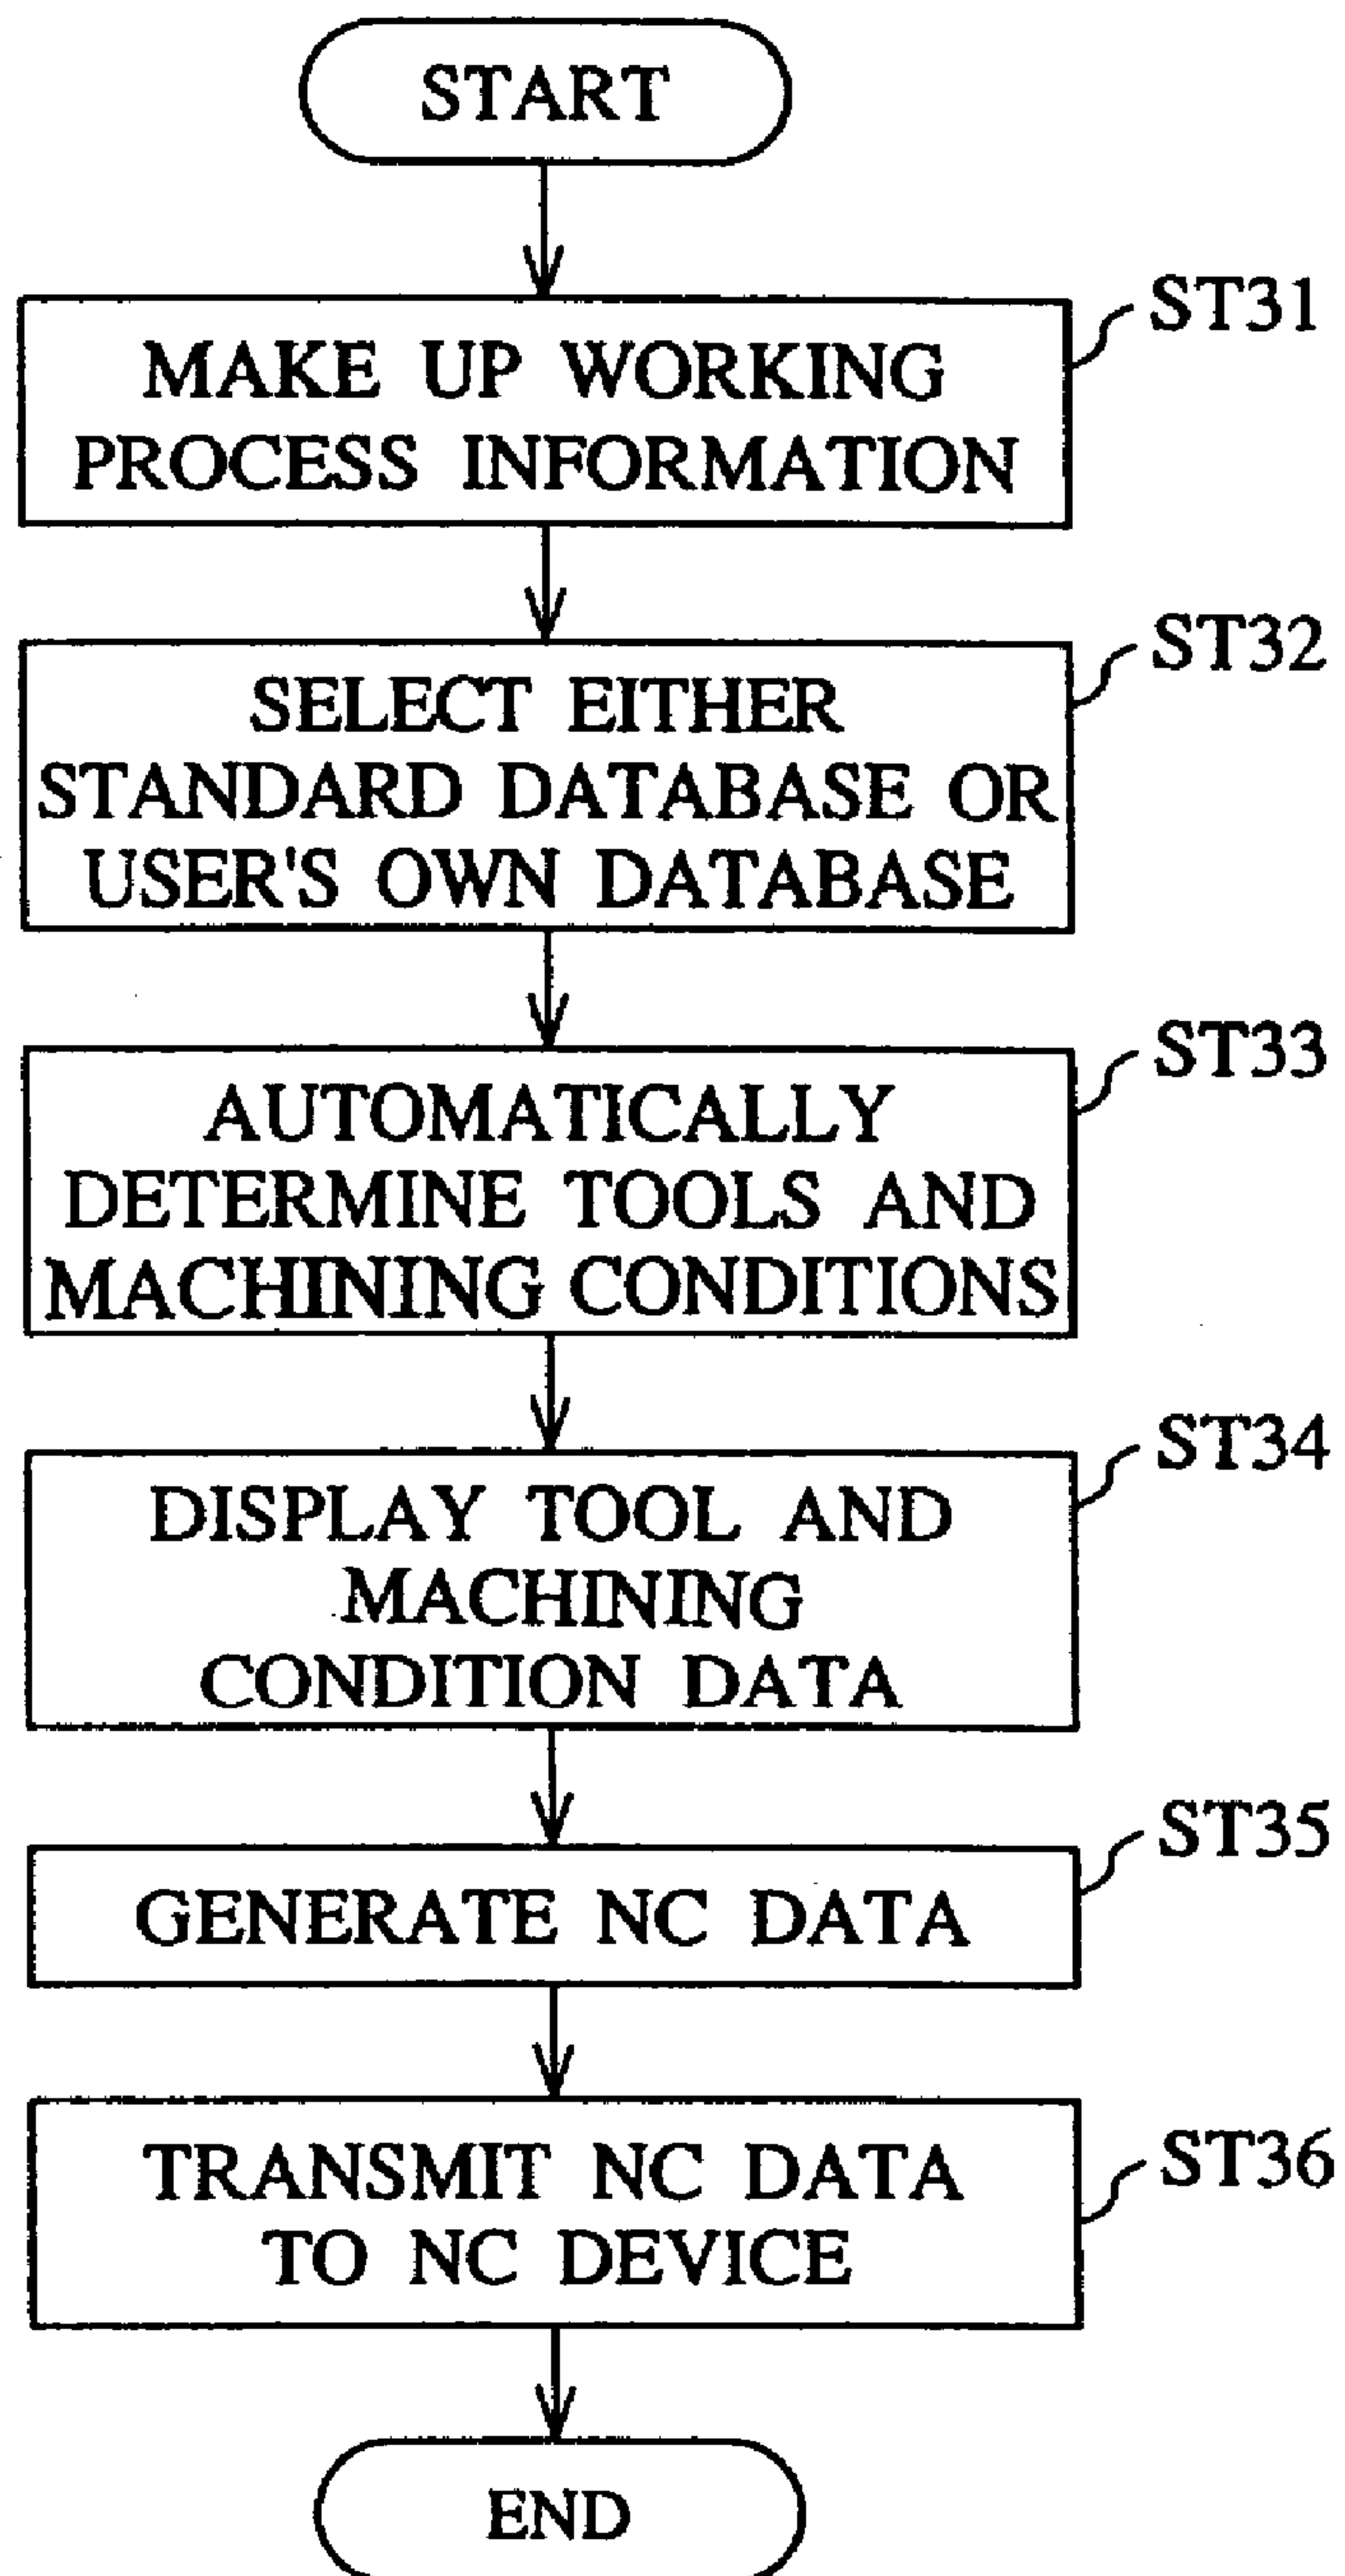 START
ST31
MAKE UP WORKING
PROCESS INFORMATION
ST32
SELECT EITHER
STANDARD DATABASE OR
USER'S OWN DATABASE
ST33
AUTOMATICALLY
DETERMINE TOOLS AND
MACHINING CONDITIONS
ST34
DISPLAY TOOL AND
MACHINING
CONDITION DATA
ST35
GENERATE NC DATA
ST36
TRANSMIT NC DATA
TO NC DEVICE
END